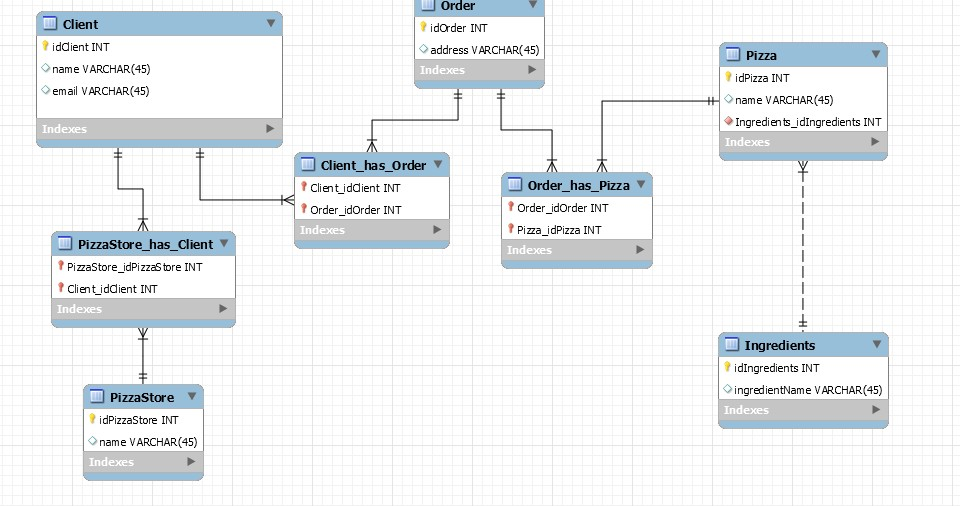 Client
idClient INT
name VARCHAR(45)
email VARCHAR(45)
Indexes
Order
idOrder INT
address VARCHAR(45)
Indexes
Pizza
idPizza INT
name VARCHAR(45)
Ingredients_idIngredients INT
Indexes
Client_has_Order
Client_idClient INT
Order_idOrder INT
Indexes
Order_has_Pizza
Order_idOrder INT
Pizza_idPizza INT
Indexes
PizzaStore_has_Client
PizzaStore_idPizzaStore INT
Client_idClient INT
Indexes
Ingredients
idIngredients INT
ingredientName VARCHAR(45)
Indexes
PizzaStore
idPizzaStore INT
name VARCHAR(45)
Indexes